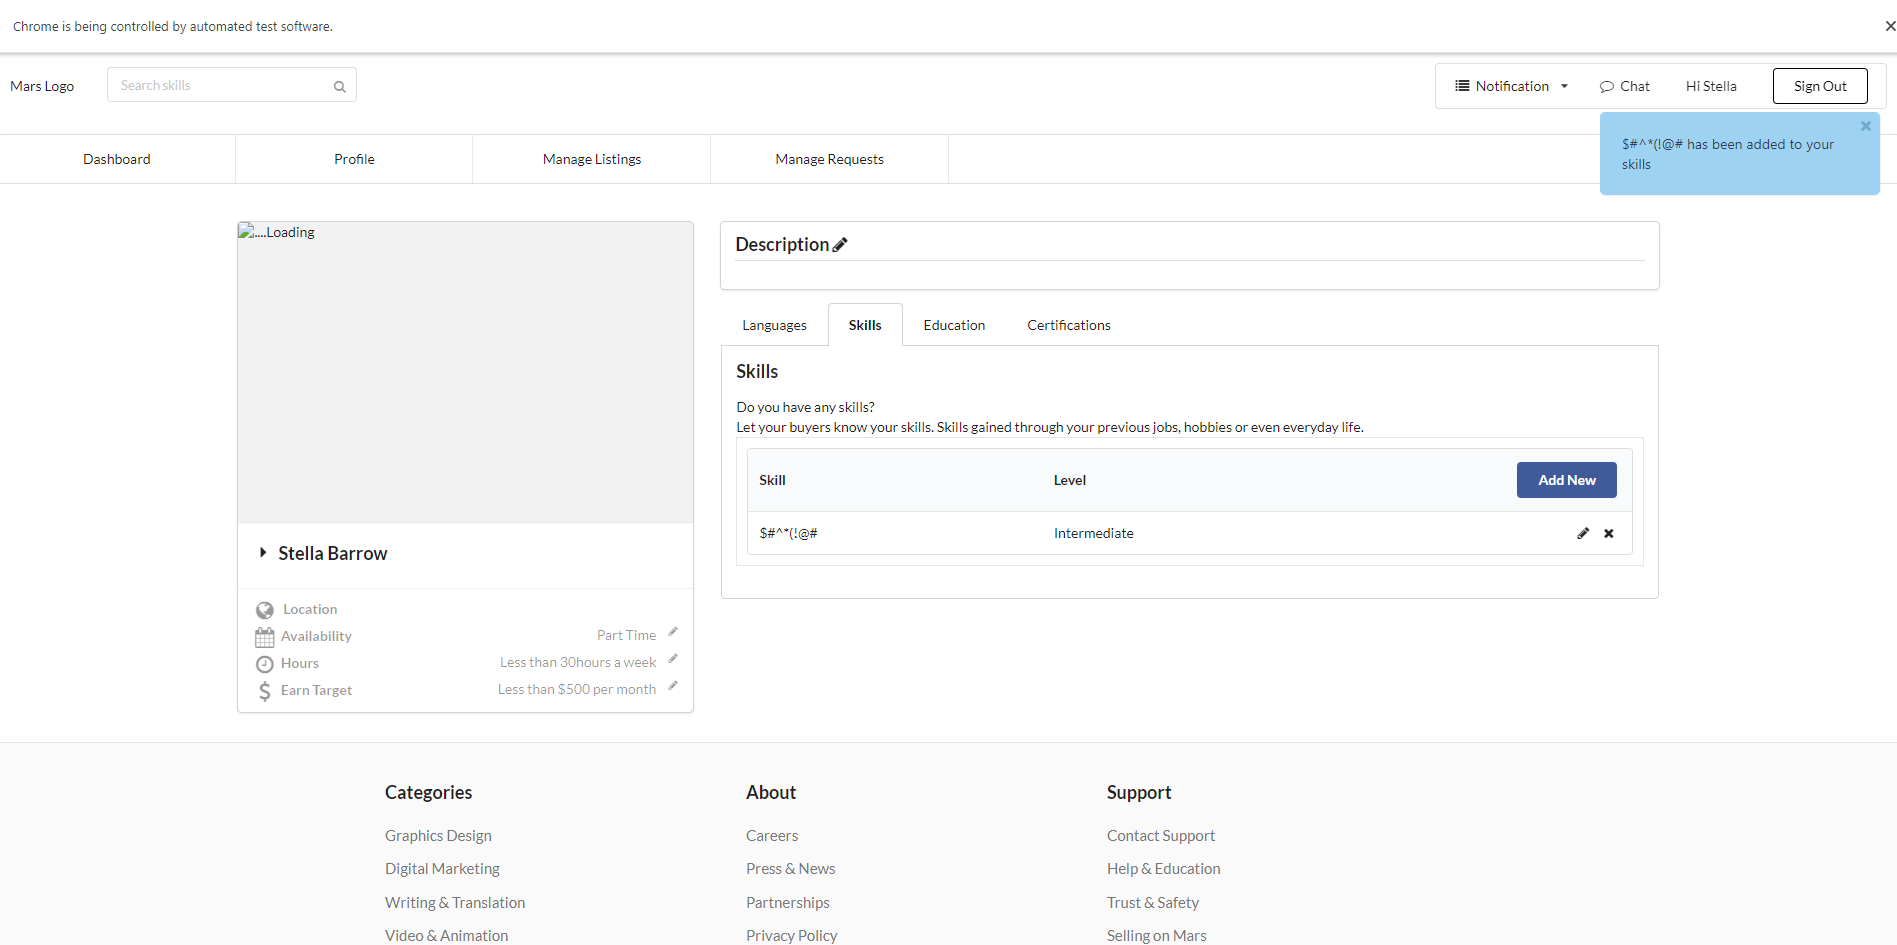 Chrome is being controlled by automated test software.
Mars Logo
Search skills
Notification
Chat
Hi Stella
Sign Out
$#^*(!@# has been added to your
skills
Dashboard
Profile
Manage Listings
Manage Requests
....Loading
Description
Languages
Skills
Education
Certifications
Skills
Do you have any skills?
Let your buyers know your skills. Skills gained through your previous jobs, hobbies or even everyday life.
Skill
Level
Add New
$#^*(!@#
Intermediate
Stella Barrow
Location
Availability
Part Time
Hours
Less than 30hours a week
Earn Target
Less than $500 per month
Categories
Graphics Design
Digital Marketing
Writing & Translation
Video & Animation
About
Careers
Press & News
Partnerships
Privacy Policy
Support
Contact Support
Help & Education
Trust & Safety
Selling on Mars